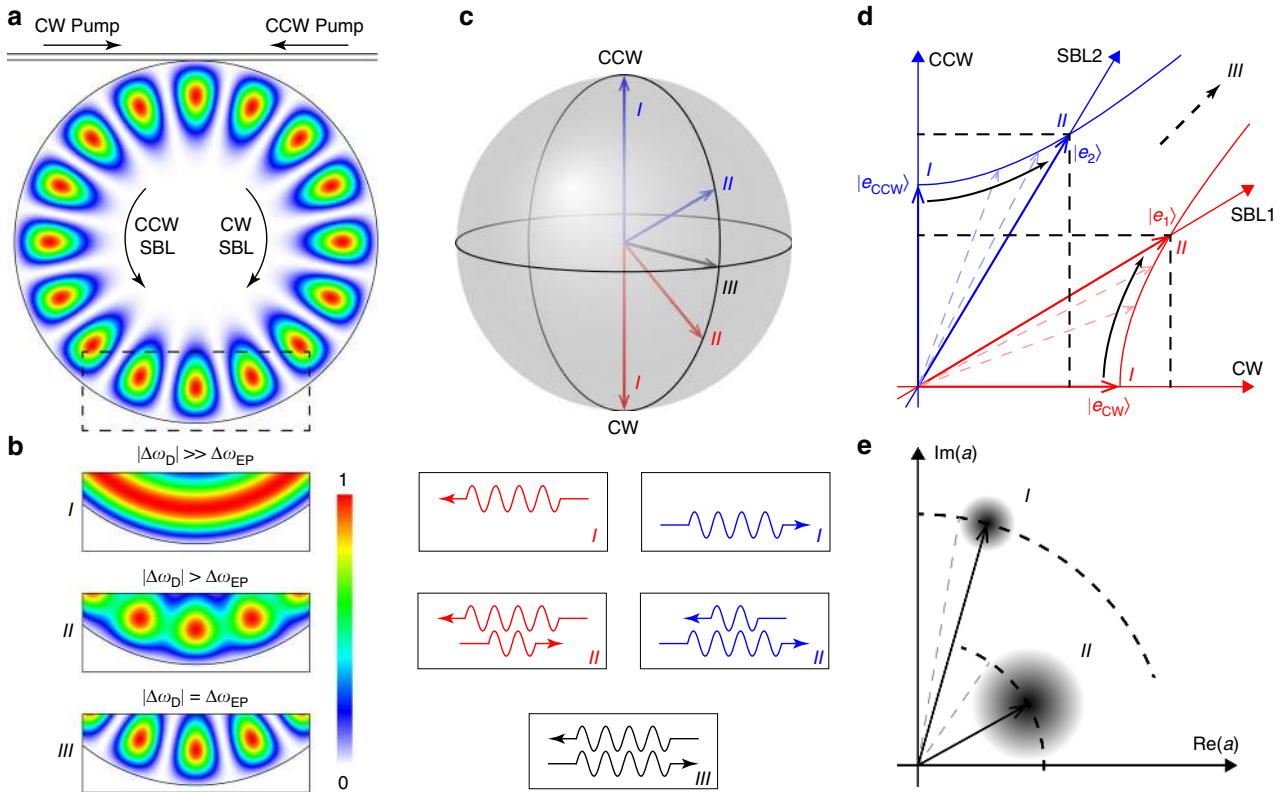 a
CW Pump
CCW Pump
CCW
SBL
CW
SBL
b
|Δω_D| >> Δω_EP
I
|Δω_D| > Δω_EP
II
|Δω_D| = Δω_EP
III
1
0
I
I
II
II
III
c
CCW
I
II
III
II
I
CW
d
CCW
SBL2
III
II
|e₂⟩
I
|e_CCW⟩
SBL1
|e₁⟩
II
I
CW
|e_CW⟩
e
Im(a)
I
II
Re(a)